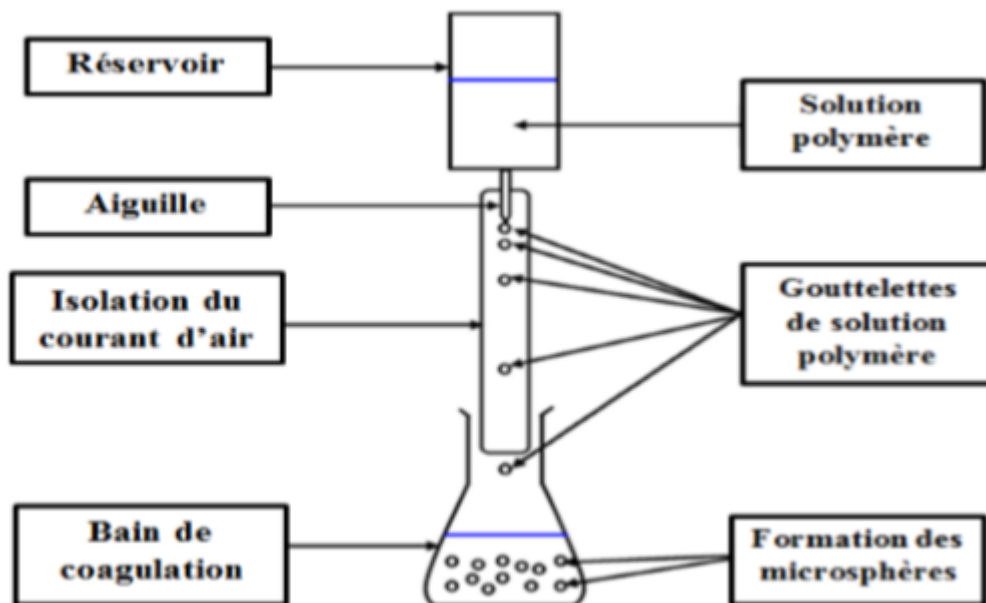 Réservoir
Solution
polymère
Aiguille
Isolation du
courant d'air
Gouttelettes
de solution
polymère
Bain de
coagulation
Formation des
microsphères